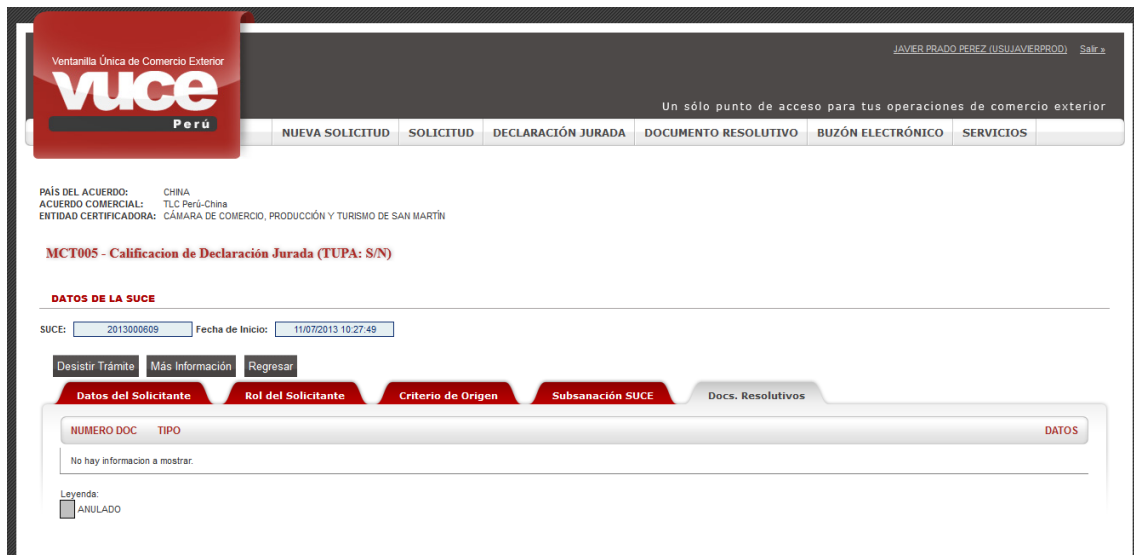 JAVIER PRADO PEREZ (USUJAVIERPROD) Salir »
Ventanilla Única de Comercio Exterior
vuce
Perú
Un sólo punto de acceso para tus operaciones de comercio exterior
NUEVA SOLICITUD SOLICITUD DECLARACIÓN JURADA DOCUMENTO RESOLUTIVO BUZÓN ELECTRÓNICO SERVICIOS
PAÍS DEL ACUERDO: CHINA
ACUERDO COMERCIAL: TLC Perú-China
ENTIDAD CERTIFICADORA: CÁMARA DE COMERCIO, PRODUCCIÓN Y TURISMO DE SAN MARTÍN
MCT005 - Calificacion de Declaración Jurada (TUPA: S/N)
DATOS DE LA SUCE
SUCE: 2013000609 Fecha de Inicio: 11/07/2013 10:27:49
Desistir Trámite Más Información Regresar
Datos del Solicitante Rol del Solicitante Criterio de Origen Subsanación SUCE Docs. Resolutivos
NUMERO DOC TIPO DATOS
No hay informacion a mostrar.
Leyenda:
ANULADO